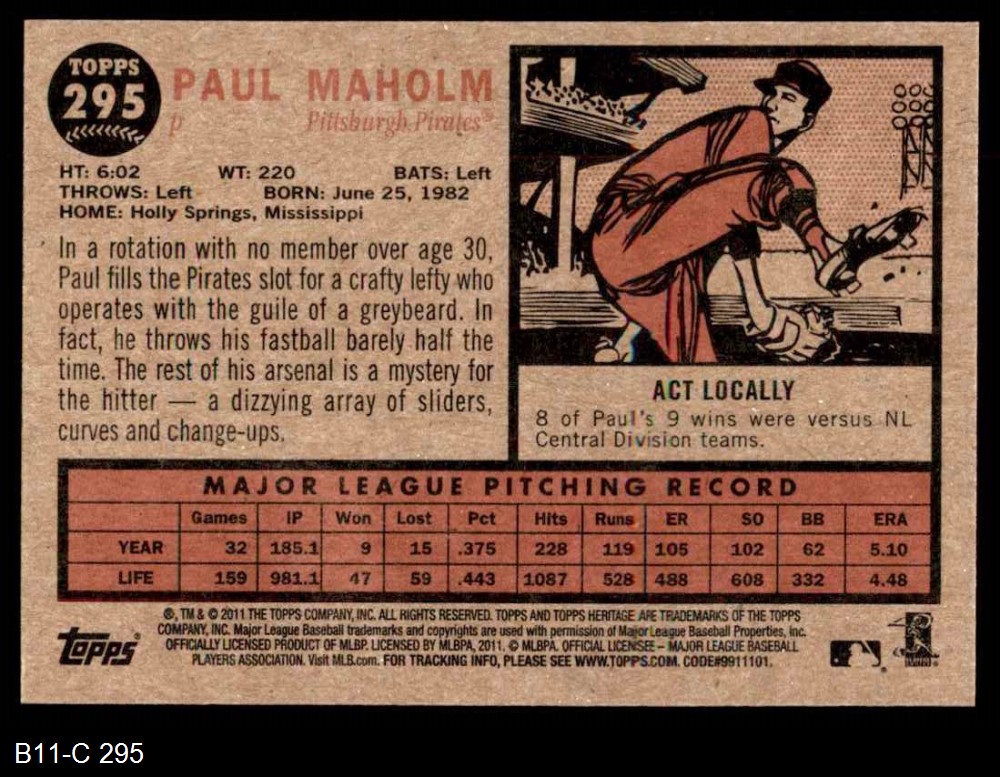 TOPPS
295
PAUL MAHOLM
p Pittsburgh Pirates®
HT: 6:02 WT: 220 BATS: Left
THROWS: Left BORN: June 25, 1982
HOME: Holly Springs, Mississippi
In a rotation with no member over age 30,
Paul fills the Pirates slot for a crafty lefty who
operates with the guile of a greybeard. In
fact, he throws his fastball barely half the
time. The rest of his arsenal is a mystery for
the hitter — a dizzying array of sliders,
curves and change-ups.
ACT LOCALLY
8 of Paul's 9 wins were versus NL
Central Division teams.
MAJOR LEAGUE PITCHING RECORD
Games IP Won Lost Pct Hits Runs ER SO BB ERA
YEAR 32 185.1 9 15 .375 228 119 105 102 62 5.10
LIFE 159 981.1 47 59 .443 1087 528 488 608 332 4.48
®, TM & © 2011 THE TOPPS COMPANY, INC. ALL RIGHTS RESERVED. TOPPS AND TOPPS HERITAGE ARE TRADEMARKS OF THE TOPPS
COMPANY, INC. Major League Baseball trademarks and copyrights are used with permission of Major League Baseball Properties, Inc.
OFFICIALLY LICENSED PRODUCT OF MLBP. LICENSED BY MLBPA, 2011. © MLBPA. OFFICIAL LICENSEE – MAJOR LEAGUE BASEBALL
PLAYERS ASSOCIATION. Visit MLB.com. FOR TRACKING INFO, PLEASE SEE WWW.TOPPS.COM. CODE#9911101.
Topps®
B11-C 295